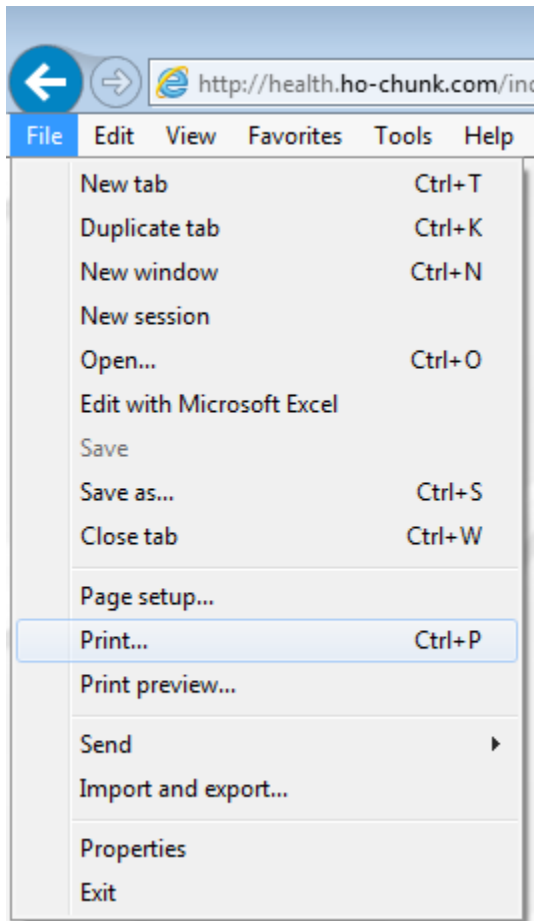 http://health.ho-chunk.com/
File Edit View Favorites Tools Help
New tab Ctrl+T
Duplicate tab Ctrl+K
New window Ctrl+N
New session
Open... Ctrl+O
Edit with Microsoft Excel
Save
Save as... Ctrl+S
Close tab Ctrl+W
Page setup...
Print... Ctrl+P
Print preview...
Send
Import and export...
Properties
Exit